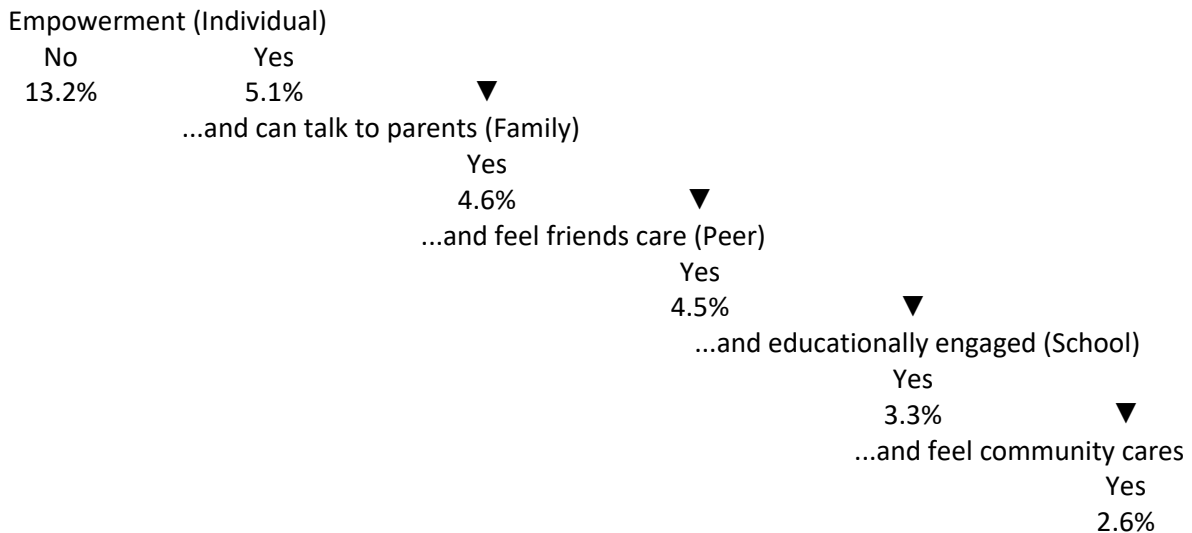 Empowerment (Individual)
No Yes
13.2% 5.1% ▼
...and can talk to parents (Family)
Yes
4.6% ▼
...and feel friends care (Peer)
Yes
4.5% ▼
...and educationally engaged (School)
Yes
3.3% ▼
...and feel community cares
Yes
2.6%